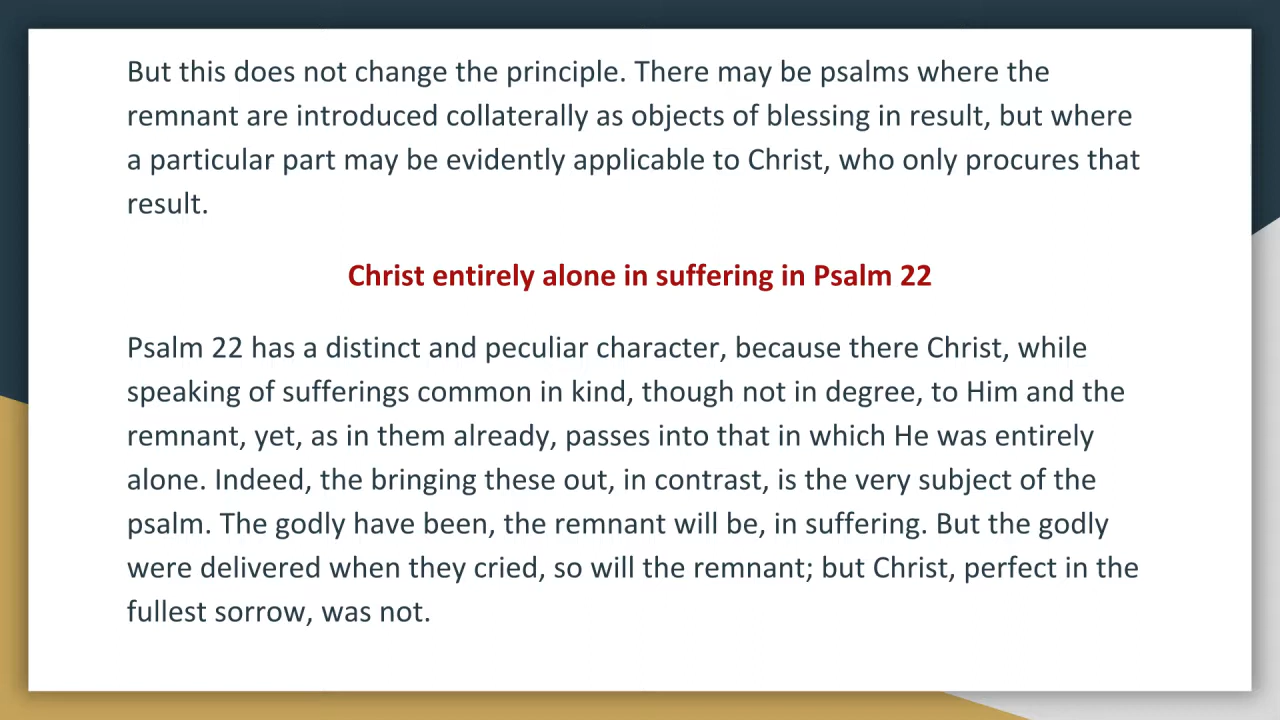 But this does not change the principle. There may be psalms where the
remnant are introduced collaterally as objects of blessing in result, but where
a particular part may be evidently applicable to Christ, who only procures that
result.
Christ entirely alone in suffering in Psalm 22
Psalm 22 has a distinct and peculiar character, because there Christ, while
speaking of sufferings common in kind, though not in degree, to Him and the
remnant, yet, as in them already, passes into that in which He was entirely
alone. Indeed, the bringing these out, in contrast, is the very subject of the
psalm. The godly have been, the remnant will be, in suffering. But the godly
were delivered when they cried, so will the remnant; but Christ, perfect in the
fullest sorrow, was not.